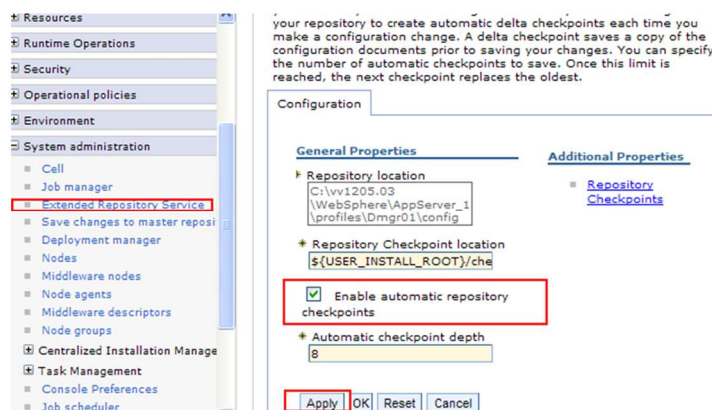 Resources
Runtime Operations
Security
Operational policies
Environment
System administration
Cell
Job manager
Extended Repository Service
Save changes to master reposi
Deployment manager
Nodes
Middleware nodes
Node agents
Middleware descriptors
Node groups
Centralized Installation Manage
Task Management
Console Preferences
Job scheduler
your repository to create automatic delta checkpoints each time you
make a configuration change. A delta checkpoint saves a copy of the
configuration documents prior to saving your changes. You can specify
the number of automatic checkpoints to save. Once this limit is
reached, the next checkpoint replaces the oldest.
Configuration
General Properties
Repository location
C:\vv1205.03
\WebSphere\AppServer_1
\profiles\Dmgr01\config
* Repository Checkpoint location
${USER_INSTALL_ROOT}/che
Enable automatic repository
checkpoints
* Automatic checkpoint depth
8
Apply OK Reset Cancel
Additional Properties
Repository
Checkpoints